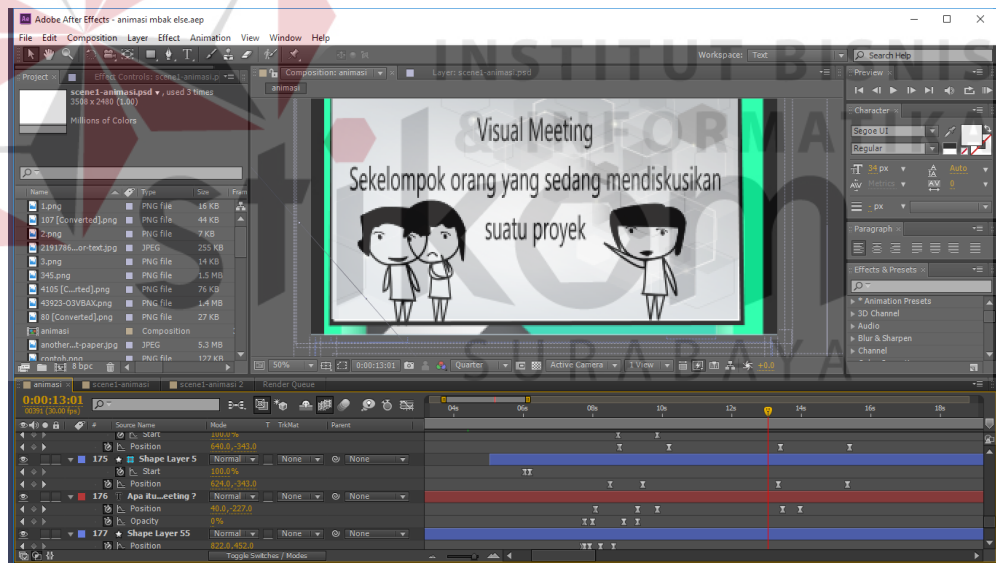 Adobe After Effects - animasi mbak else.aep
File Edit Composition Layer Effect Animation View Window Help
Workspace: Text Search Help
Project Effect Controls: scene1-animasi.p
Composition: animasi Layer: scene1-animasi.psd
Preview
animasi
scene1-animasi.psd , used 3 times
3508 x 2480 (1.00)
Millions of Colors
Name Type Size Fram
1.png PNG file 16 KB
107 [Converted].png PNG file 44 KB
2.png PNG file 7 KB
2191786...or-text.jpg JPEG 255 KB
3.png PNG file 14 KB
345.png PNG file 1.5 MB
4105 [C...rted].png PNG file 76 KB
43923-O3VBAX.png PNG file 1.4 MB
80 [Converted].png PNG file 27 KB
animasi Composition
another...t-paper.jpg JPEG 5.3 MB
contoh.png PNG file 127 KB
8 bpc
Visual Meeting
Sekelompok orang yang sedang mendiskusikan
suatu proyek
INSTITUT BISNIS
& INFORMATIKA
stikom
SURABAYA
50% 0:00:13:01 Quarter Active Camera 1 View +0.0
Character
Segoe UI
Regular
34 px Auto
Metrics 0
- px
Paragraph
Effects & Presets
* Animation Presets
3D Channel
Audio
Blur & Sharpen
Channel
animasi scene1-animasi scene1-animasi 2 Render Queue
0:00:13:01
00391 (30.00 fps)
04s 06s 08s 10s 12s 14s 16s 18s
# Source Name Mode T TrkMat Parent
Start 100.0%
Position 640.0,-343.0
175 Shape Layer 5 Normal None None
Start 100.0%
Position 624.0,-343.0
176 T Apa itu...eeting ? Normal None None
Position 40.0,-227.0
Opacity 0%
177 Shape Layer 55 Normal None None
Position 822.0,452.0
Toggle Switches / Modes